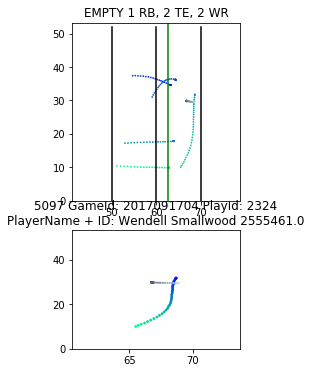 EMPTY 1 RB, 2 TE, 2 WR
50
40
30
20
10
0
50 60 70
5097 GameId: 2017091704,PlayId: 2324
PlayerName + ID: Wendell Smallwood 2555461.0
40
20
0
65 70